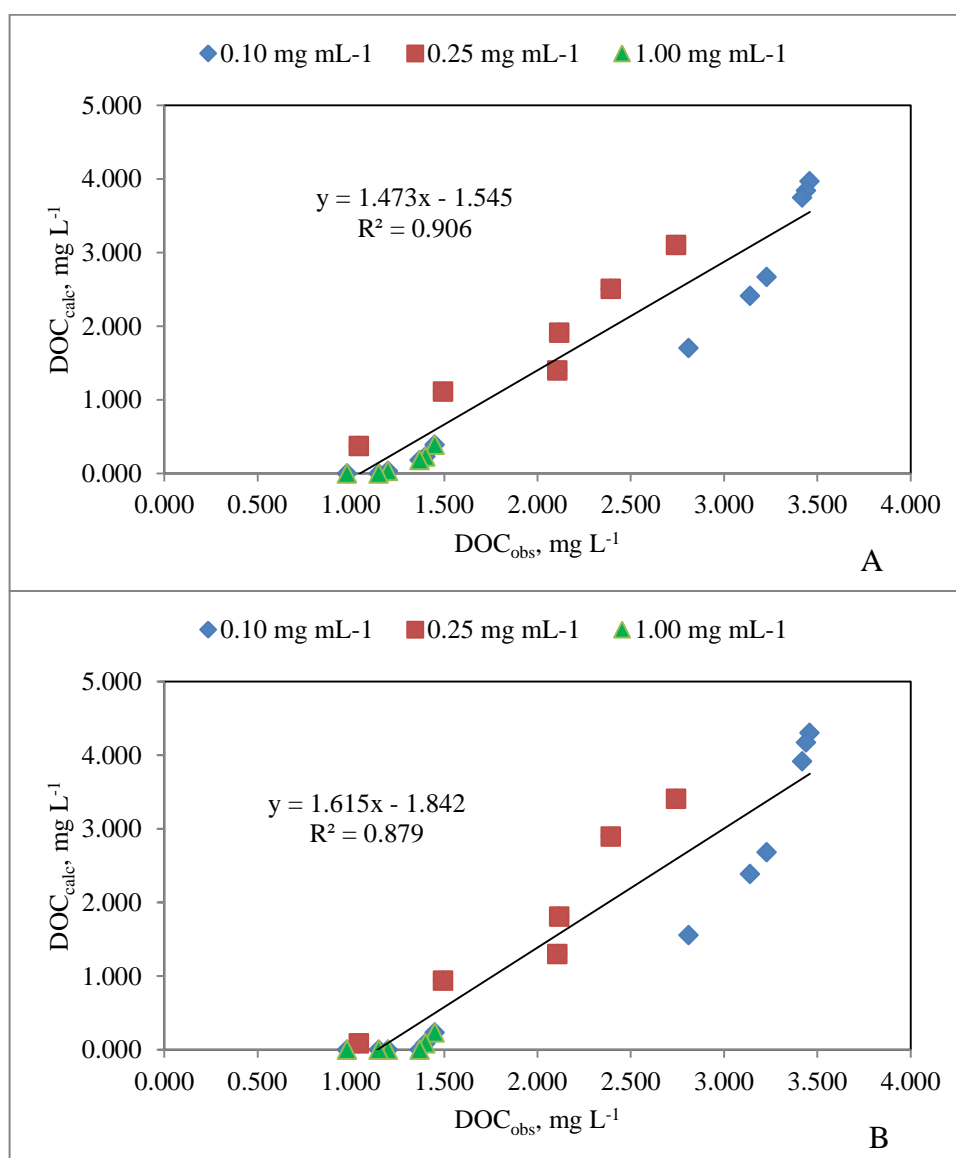 0.10 mg mL-1 0.25 mg mL-1 1.00 mg mL-1
5.000
4.000
3.000
2.000
1.000
0.000
DOCcalc, mg L-1
y = 1.473x - 1.545
R² = 0.906
0.000 0.500 1.000 1.500 2.000 2.500 3.000 3.500 4.000
DOCobs, mg L-1
A
0.10 mg mL-1 0.25 mg mL-1 1.00 mg mL-1
5.000
4.000
3.000
2.000
1.000
0.000
DOCcalc, mg L-1
y = 1.615x - 1.842
R² = 0.879
0.000 0.500 1.000 1.500 2.000 2.500 3.000 3.500 4.000
DOCobs, mg L-1
B